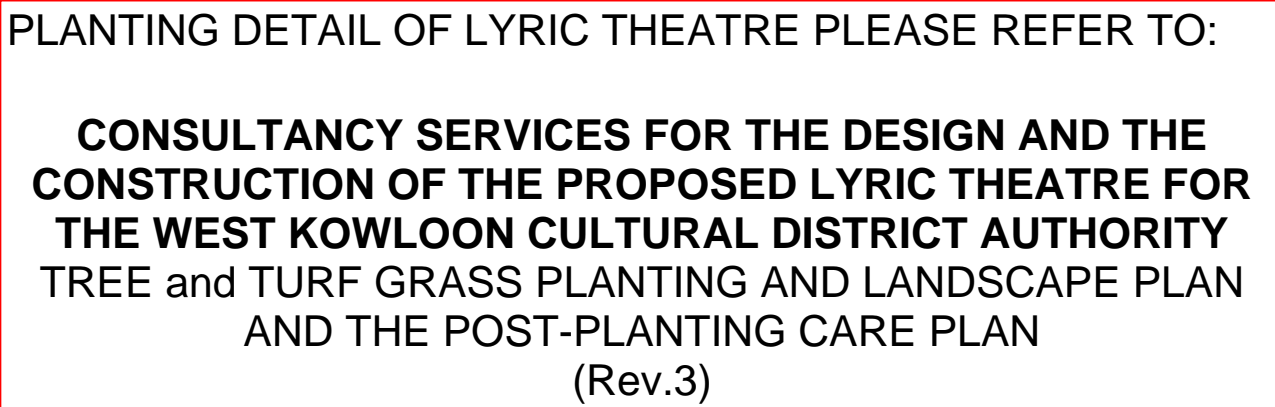 PLANTING DETAIL OF LYRIC THEATRE PLEASE REFER TO:
CONSULTANCY SERVICES FOR THE DESIGN AND THE
CONSTRUCTION OF THE PROPOSED LYRIC THEATRE FOR
THE WEST KOWLOON CULTURAL DISTRICT AUTHORITY
TREE and TURF GRASS PLANTING AND LANDSCAPE PLAN
AND THE POST-PLANTING CARE PLAN
(Rev.3)